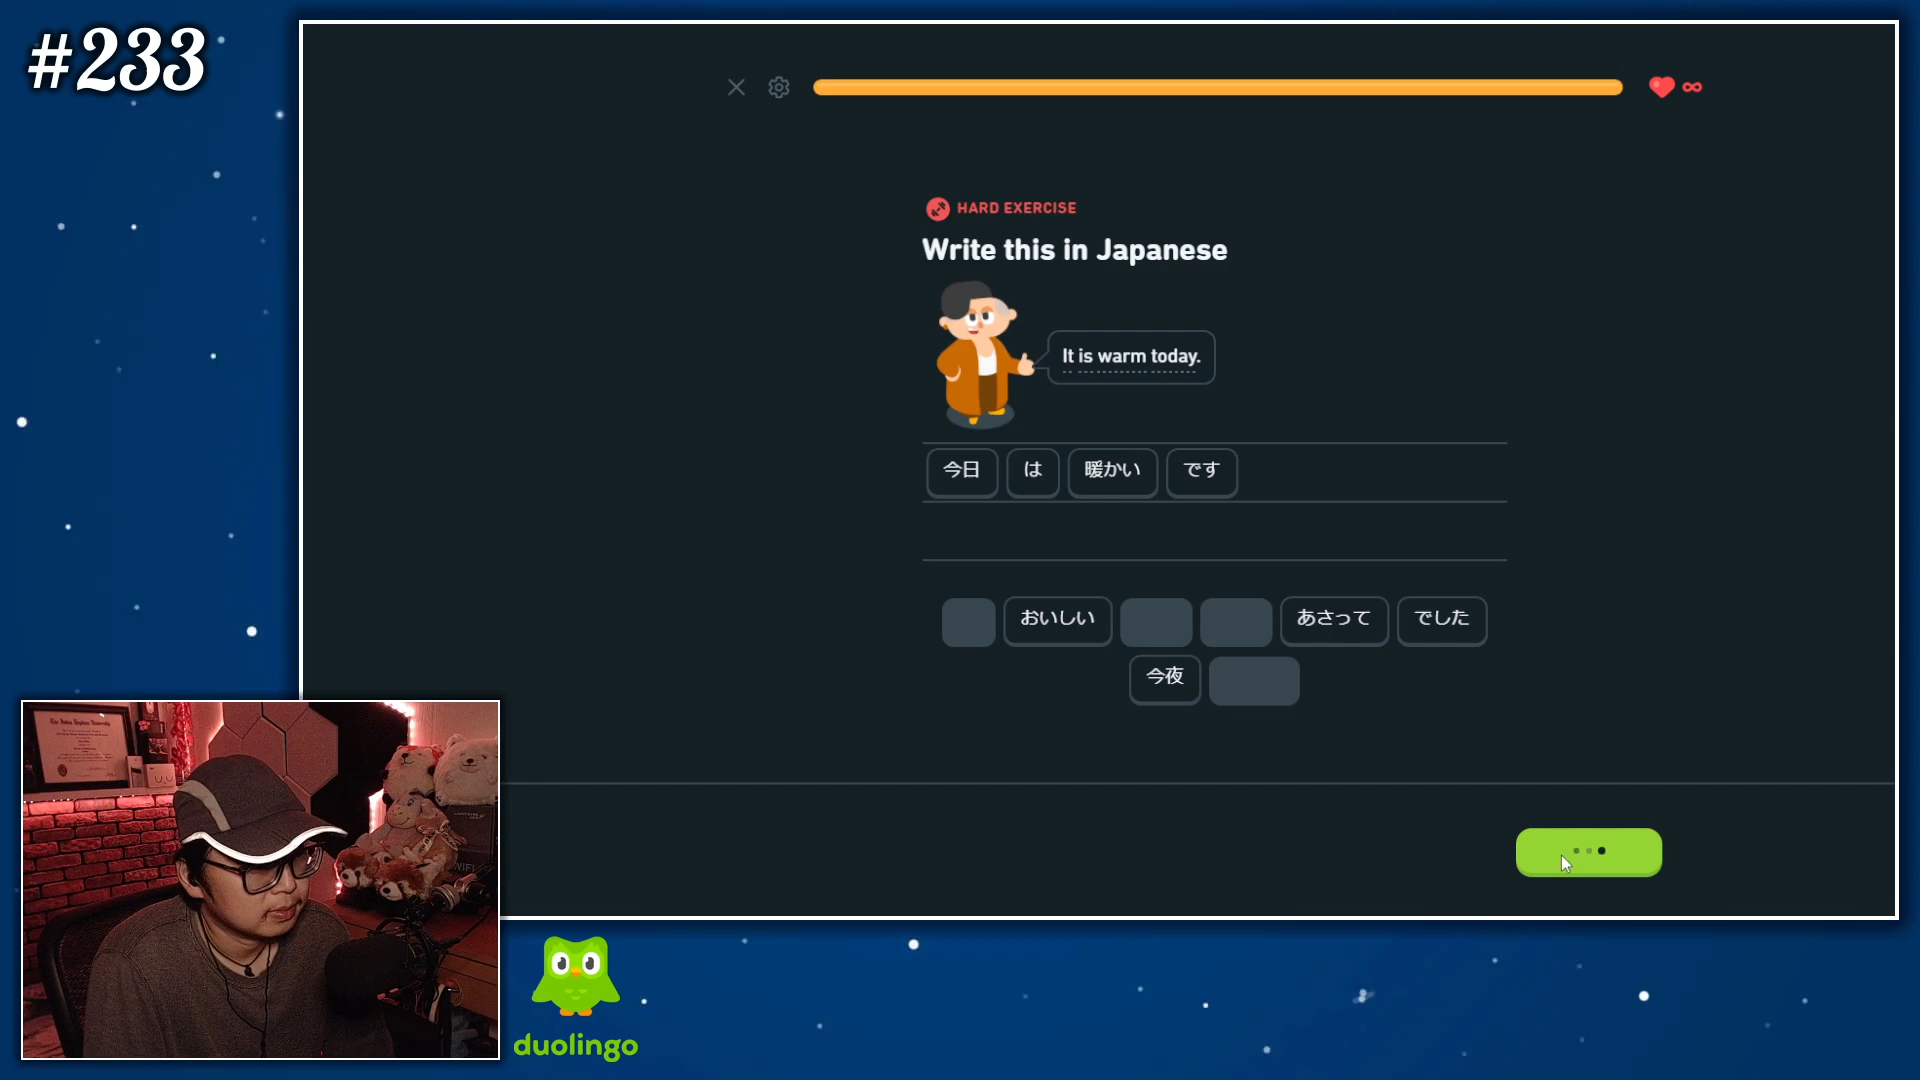 #233
HARD EXERCISE
Write this in Japanese
It is warm today.
今日 は 暖かい です
おいしい あさって でした
今夜
duolingo